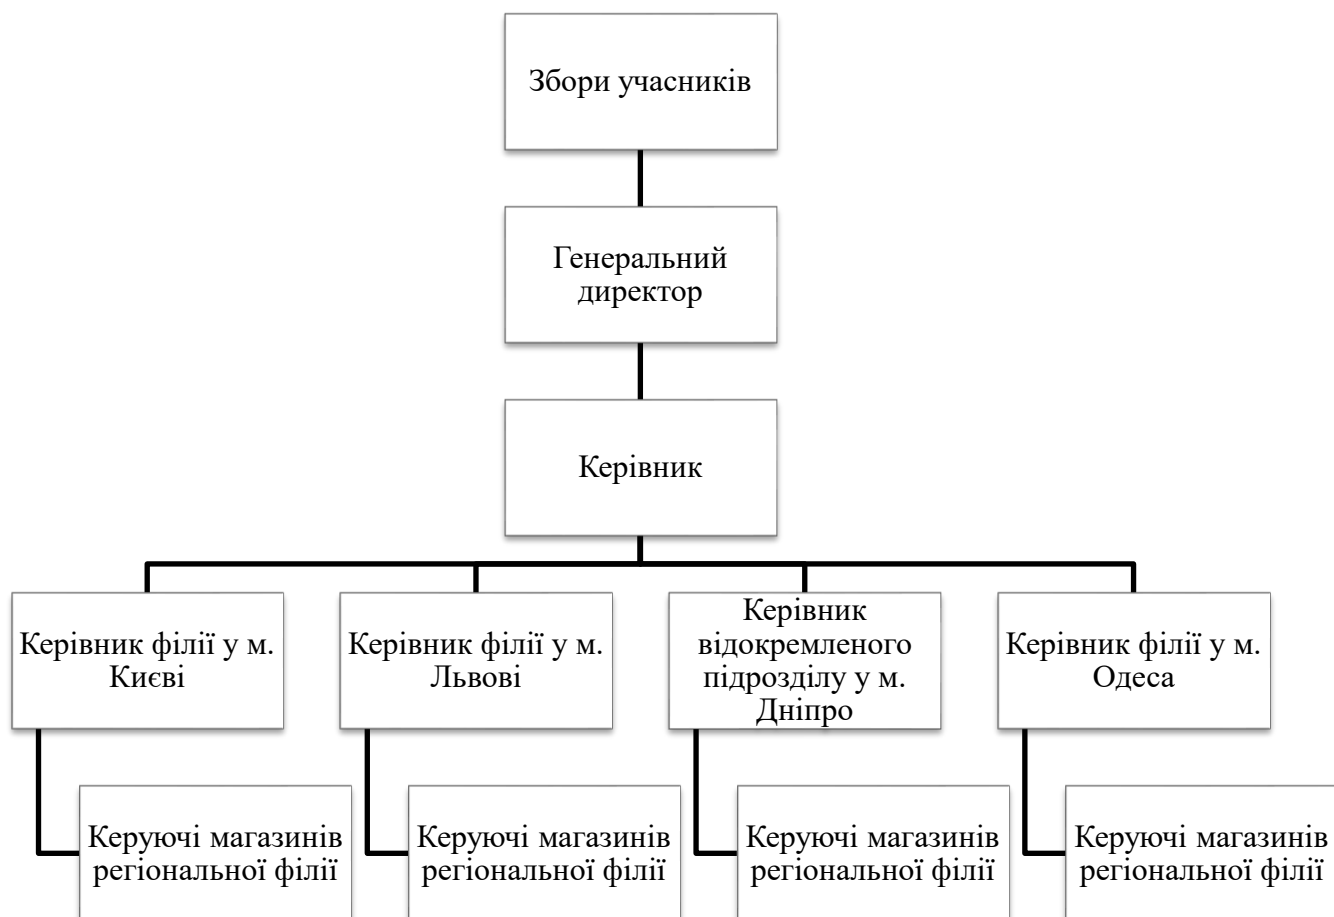 Збори учасників
Генеральний
директор
Керівник
Керівник філії у м.
Києві
Керівник філії у м.
Львові
Керівник
відокремленого
підрозділу у м.
Дніпро
Керівник філії у м.
Одеса
Керуючі магазинів
регіональної філії
Керуючі магазинів
регіональної філії
Керуючі магазинів
регіональної філії
Керуючі магазинів
регіональної філії